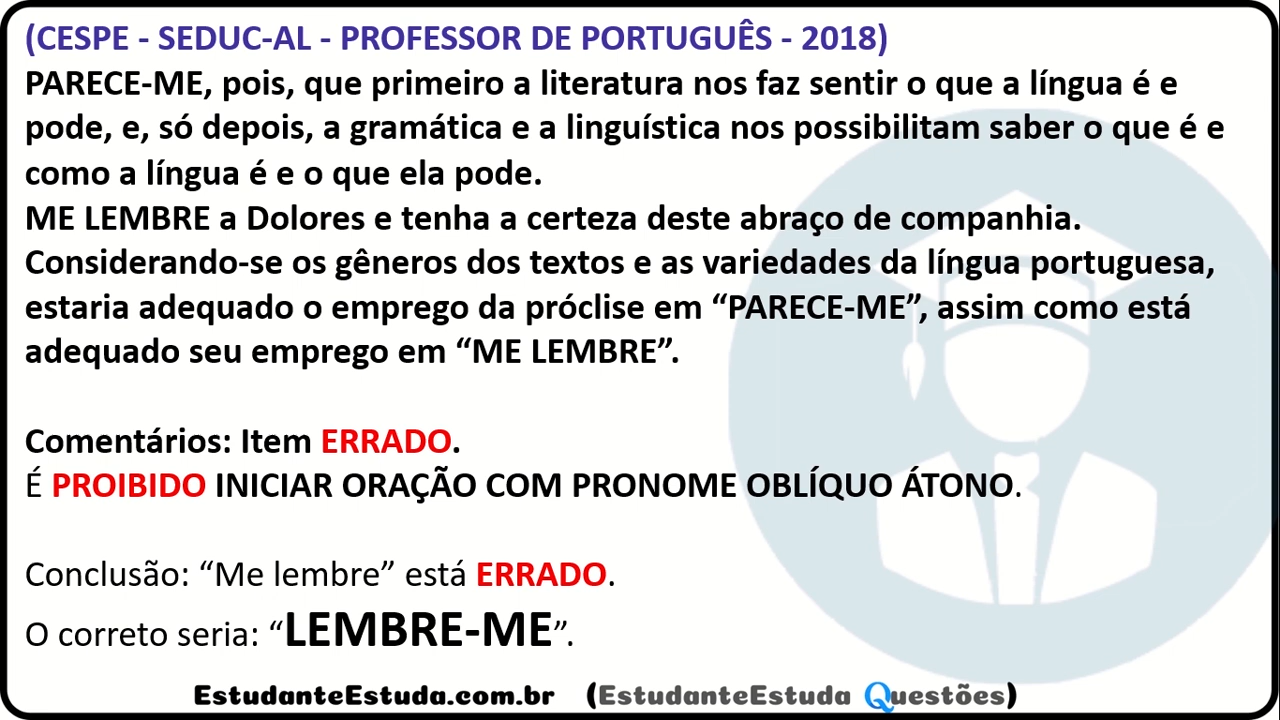 (CESPE - SEDUC-AL - PROFESSOR DE PORTUGUÊS - 2018)
PARECE-ME, pois, que primeiro a literatura nos faz sentir o que a língua é e
pode, e, só depois, a gramática e a linguística nos possibilitam saber o que é e
como a língua é e o que ela pode.
ME LEMBRE a Dolores e tenha a certeza deste abraço de companhia.
Considerando-se os gêneros dos textos e as variedades da língua portuguesa,
estaria adequado o emprego da próclise em “PARECE-ME”, assim como está
adequado seu emprego em “ME LEMBRE”.
Comentários: Item ERRADO.
É PROIBIDO INICIAR ORAÇÃO COM PRONOME OBLÍQUO ÁTONO.
Conclusão: “Me lembre” está ERRADO.
O correto seria: “LEMBRE-ME”.
EstudanteEstuda.com.br (EstudanteEstuda Questões)